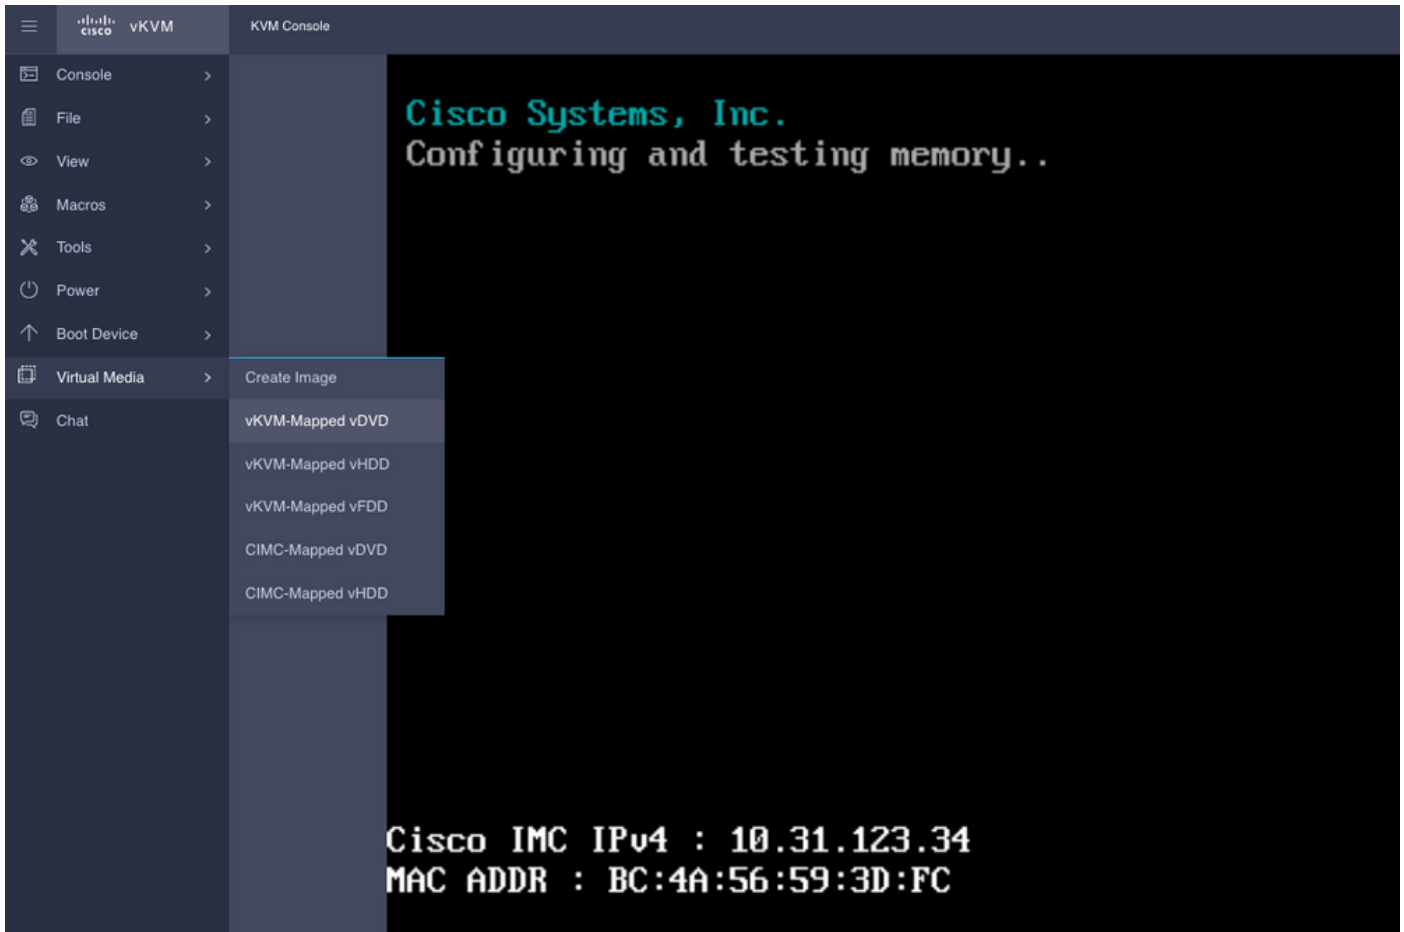 cisco vKVM KVM Console
Console
File
View
Macros
Tools
Power
Boot Device
Virtual Media
Chat
Create Image
vKVM-Mapped vDVD
vKVM-Mapped vHDD
vKVM-Mapped vFDD
CIMC-Mapped vDVD
CIMC-Mapped vHDD
Cisco Systems, Inc.
Configuring and testing memory..
Cisco IMC IPv4 : 10.31.123.34
MAC ADDR : BC:4A:56:59:3D:FC